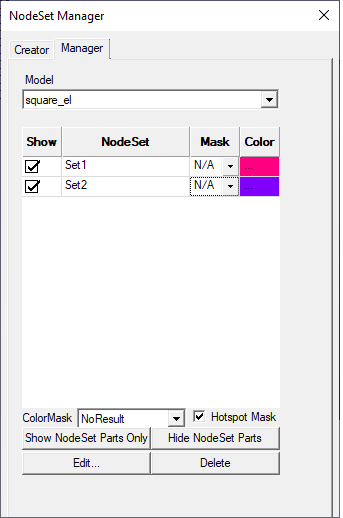 NodeSet Manager
Creator Manager
Model
square_el
Show NodeSet Mask Color
Set1 N/A ...
Set2 N/A ...
ColorMask NoResult Hotspot Mask
Show NodeSet Parts Only Hide NodeSet Parts
Edit... Delete